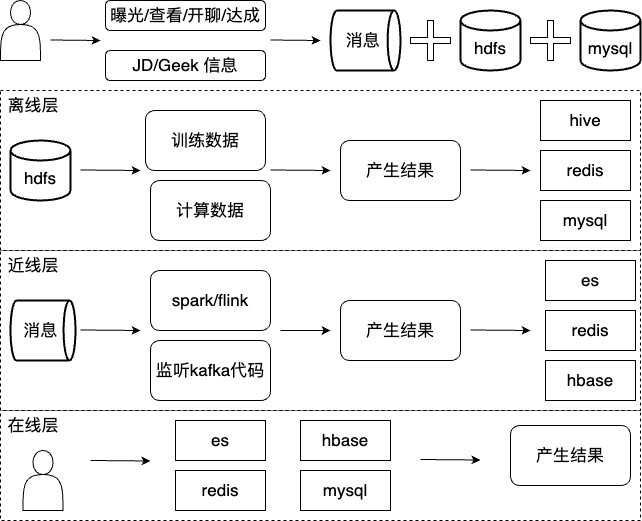 曝光/查看/开聊/达成
JD/Geek 信息
消息
hdfs
mysql
离线层
hdfs
训练数据
计算数据
产生结果
hive
redis
mysql
近线层
消息
spark/flink
监听kafka代码
产生结果
es
redis
hbase
在线层
es
hbase
redis
mysql
产生结果